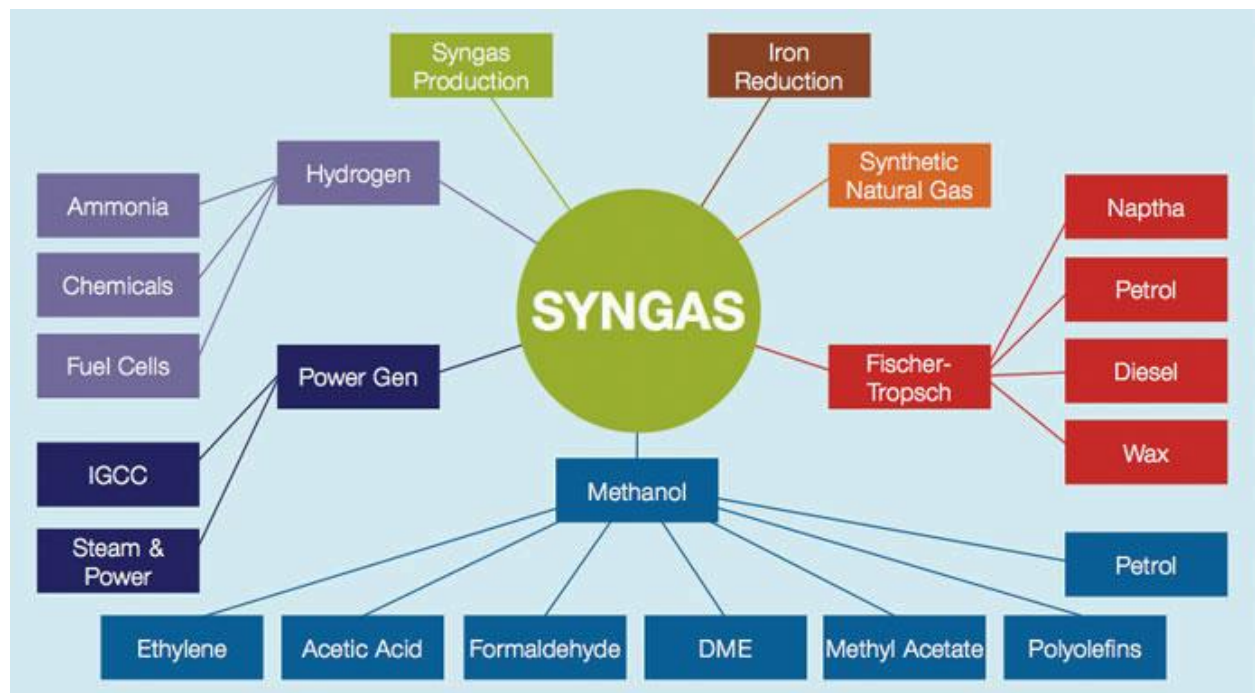 Syngas
Production
Iron
Reduction
Hydrogen
Synthetic
Natural Gas
Ammonia
Naptha
Chemicals
Petrol
SYNGAS
Fuel Cells
Power Gen
Fischer-
Tropsch
Diesel
Wax
IGCC
Methanol
Steam &
Power
Petrol
Ethylene
Acetic Acid
Formaldehyde
DME
Methyl Acetate
Polyolefins